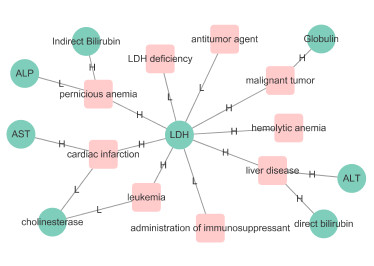 antitumor agent
Globulin
Indirect Bilirubin
H
LDH deficiency
H
ALP
L
malignant tumor
pernicious anemia
L
L
H
H
AST
H
LDH
H
hemolytic anemia
H
cardiac infarction
H
H
liver disease
H
ALT
L
H
L
H
leukemia
L
cholinesterase
administration of immunosuppressant
direct bilirubin